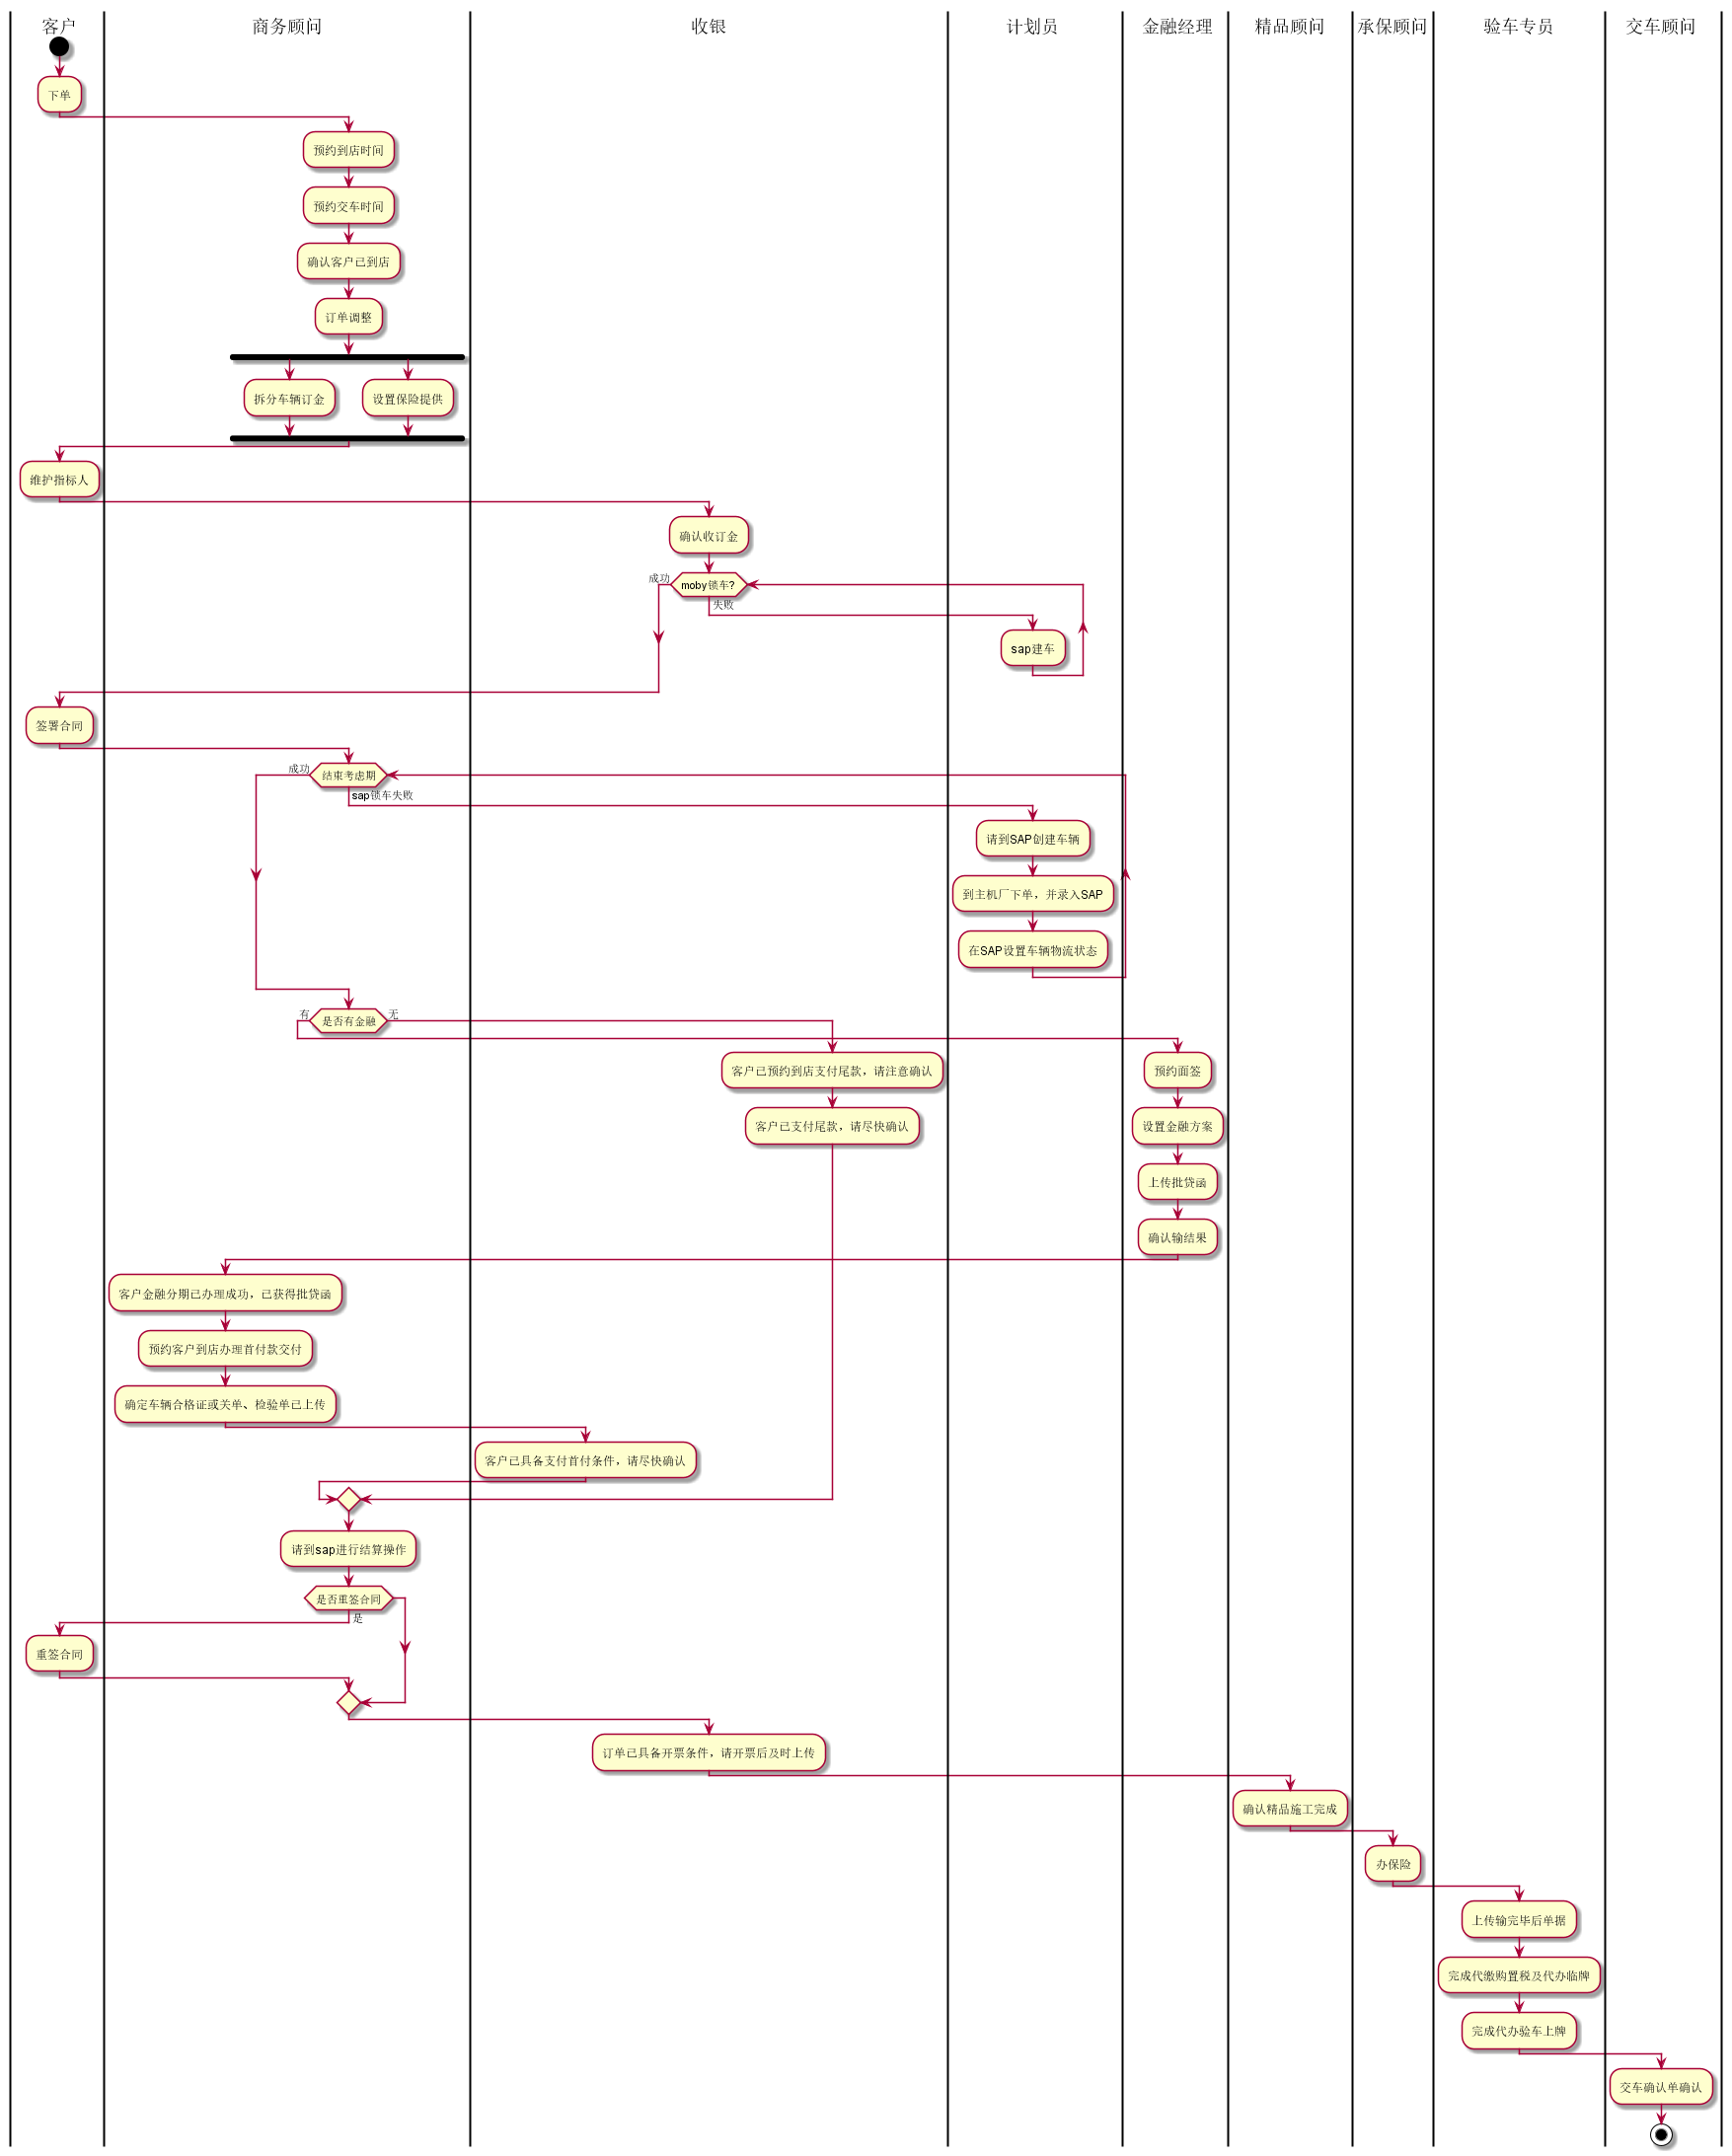 客户 商务顾问 收银 计划员 金融经理 精品顾问 承保顾问 验车专员 交车顾问
下单
预约到店时间
预约交车时间
确认客户已到店
订单调整
拆分车辆订金 设置保险提供
维护指标人
确认收订金
成功 moby锁车?
失败
sap建车
签署合同
成功 结束考虑期
sap锁车失败
请到SAP创建车辆
到主机厂下单，并录入SAP
在SAP设置车辆物流状态
有 是否有金融 无
客户已预约到店支付尾款，请注意确认 预约面签
客户已支付尾款，请尽快确认 设置金融方案
上传批贷函
确认输结果
客户金融分期已办理成功，已获得批贷函
预约客户到店办理首付款交付
确定车辆合格证或关单、检验单已上传
客户已具备支付首付条件，请尽快确认
请到sap进行结算操作
是否重签合同
是
重签合同
订单已具备开票条件，请开票后及时上传
确认精品施工完成
办保险
上传输完毕后单据
完成代缴购置税及代办临牌
完成代办验车上牌
交车确认单确认